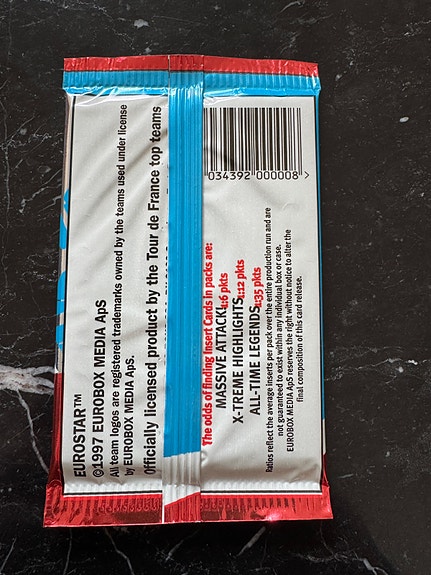 EUROSTAR™
©1997 EUROBOX MEDIA ApS
All team logos are registered trademarks owned by the teams used under license
by EUROBOX MEDIA ApS.
Officially licensed product by the Tour de France top teams
034392 000008 >
The odds of finding Insert Cards in packs are:
MASSIVE ATTACK! 1:6 pkts
X-TREME HIGHLIGHTS 1:12 pkts
ALL-TIME LEGENDS 1:35 pkts
Ratios reflect the average inserts per pack over the entire production run and are
not guaranteed to exist within any individual box or case.
EUROBOX MEDIA ApS reserves the right without notice to alter the
final composition of this card release.